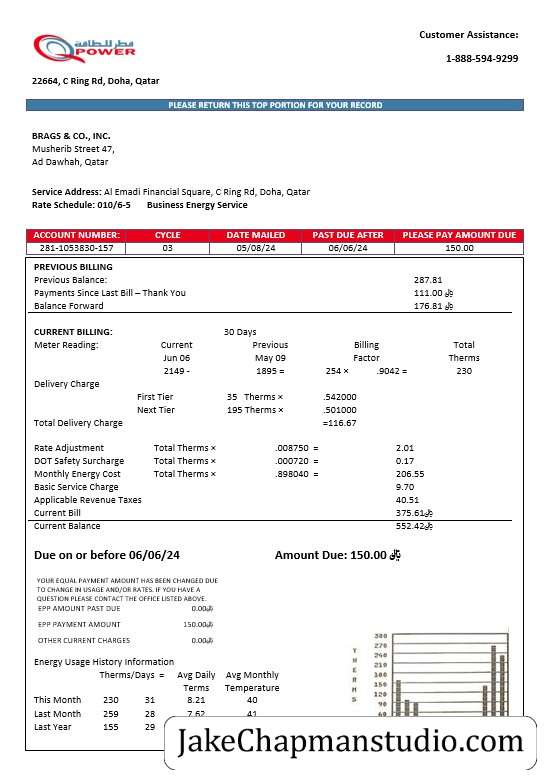 قطر للطاقة
POWER
Customer Assistance:
1-888-594-9299
22664, C Ring Rd, Doha, Qatar
PLEASE RETURN THIS TOP PORTION FOR YOUR RECORD
BRAGS & CO., INC.
Musherib Street 47,
Ad Dawhah, Qatar
Service Address: Al Emadi Financial Square, C Ring Rd, Doha, Qatar
Rate Schedule: 010/6-5 Business Energy Service
ACCOUNT NUMBER: CYCLE DATE MAILED PAST DUE AFTER PLEASE PAY AMOUNT DUE
281-1053830-157 03 05/08/24 06/06/24 150.00
PREVIOUS BILLING
Previous Balance: 287.81
Payments Since Last Bill – Thank You 111.00 ﷼
Balance Forward 176.81 ﷼
CURRENT BILLING: 30 Days
Meter Reading: Current Previous Billing Total
Jun 06 May 09 Factor Therms
2149 - 1895 = 254 × .9042 = 230
Delivery Charge
First Tier 35 Therms × .542000
Next Tier 195 Therms × .501000
Total Delivery Charge =116.67
Rate Adjustment Total Therms × .008750 = 2.01
DOT Safety Surcharge Total Therms × .000720 = 0.17
Monthly Energy Cost Total Therms × .898040 = 206.55
Basic Service Charge 9.70
Applicable Revenue Taxes 40.51
Current Bill 375.61﷼
Current Balance 552.42﷼
Due on or before 06/06/24 Amount Due: 150.00 ﷼
YOUR EQUAL PAYMENT AMOUNT HAS BEEN CHANGED DUE
TO CHANGE IN USAGE AND/OR RATES. IF YOU HAVE A
QUESTION PLEASE CONTACT THE OFFICE LISTED ABOVE.
EPP AMOUNT PAST DUE 0.00﷼
EPP PAYMENT AMOUNT 150.00﷼
OTHER CURRENT CHARGES 0.00﷼
Energy Usage History Information
Therms/Days = Avg Daily Avg Monthly
Terms Temperature
This Month 230 31 8.21 40
Last Month 259 28 7.62 41
Last Year 155 29
THERMS
300
270
240
210
180
150
120
90
60
JakeChapmanstudio.com